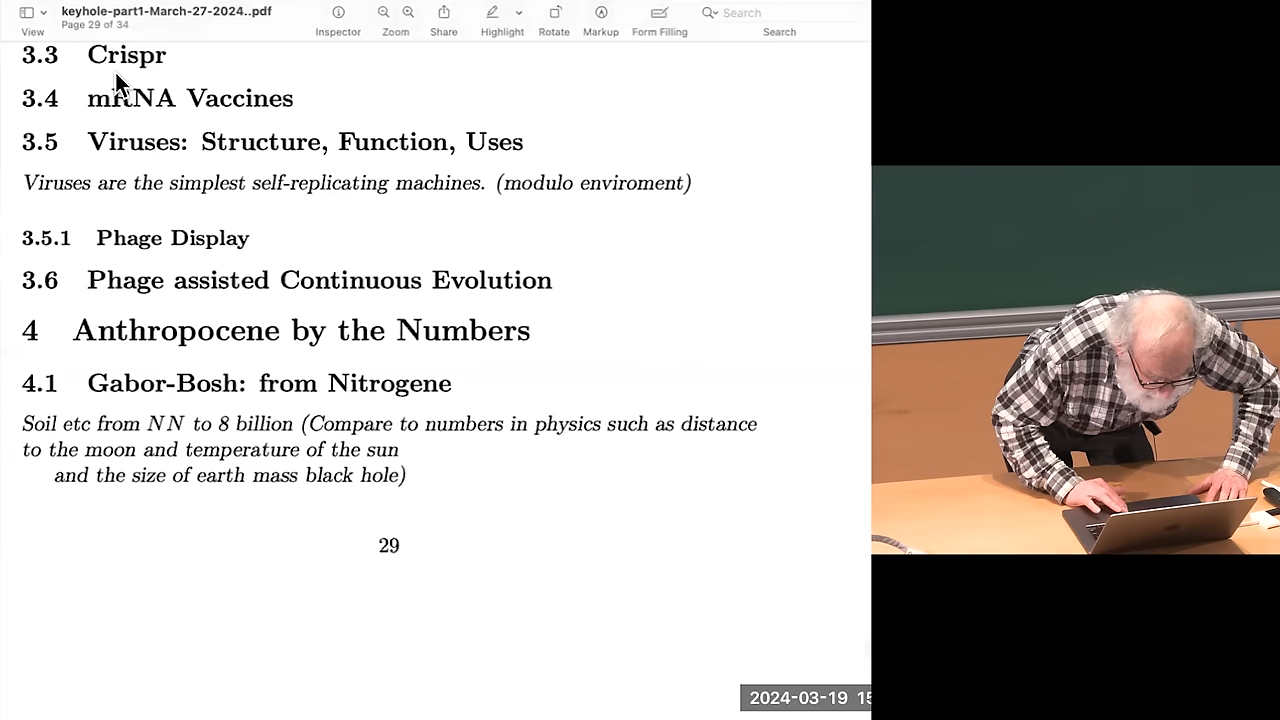 keyhole-part1-March-27-2024..pdf
Page 29 of 34
View
Inspector
Zoom
Share
Highlight
Rotate
Markup
Form Filling
Search
Search
3.3 Crispr
3.4 mRNA Vaccines
3.5 Viruses: Structure, Function, Uses
Viruses are the simplest self-replicating machines. (modulo enviroment)
3.5.1 Phage Display
3.6 Phage assisted Continuous Evolution
4 Anthropocene by the Numbers
4.1 Gabor-Bosh: from Nitrogene
Soil etc from NN to 8 billion (Compare to numbers in physics such as distance
to the moon and temperature of the sun
and the size of earth mass black hole)
29
2024-03-19 15